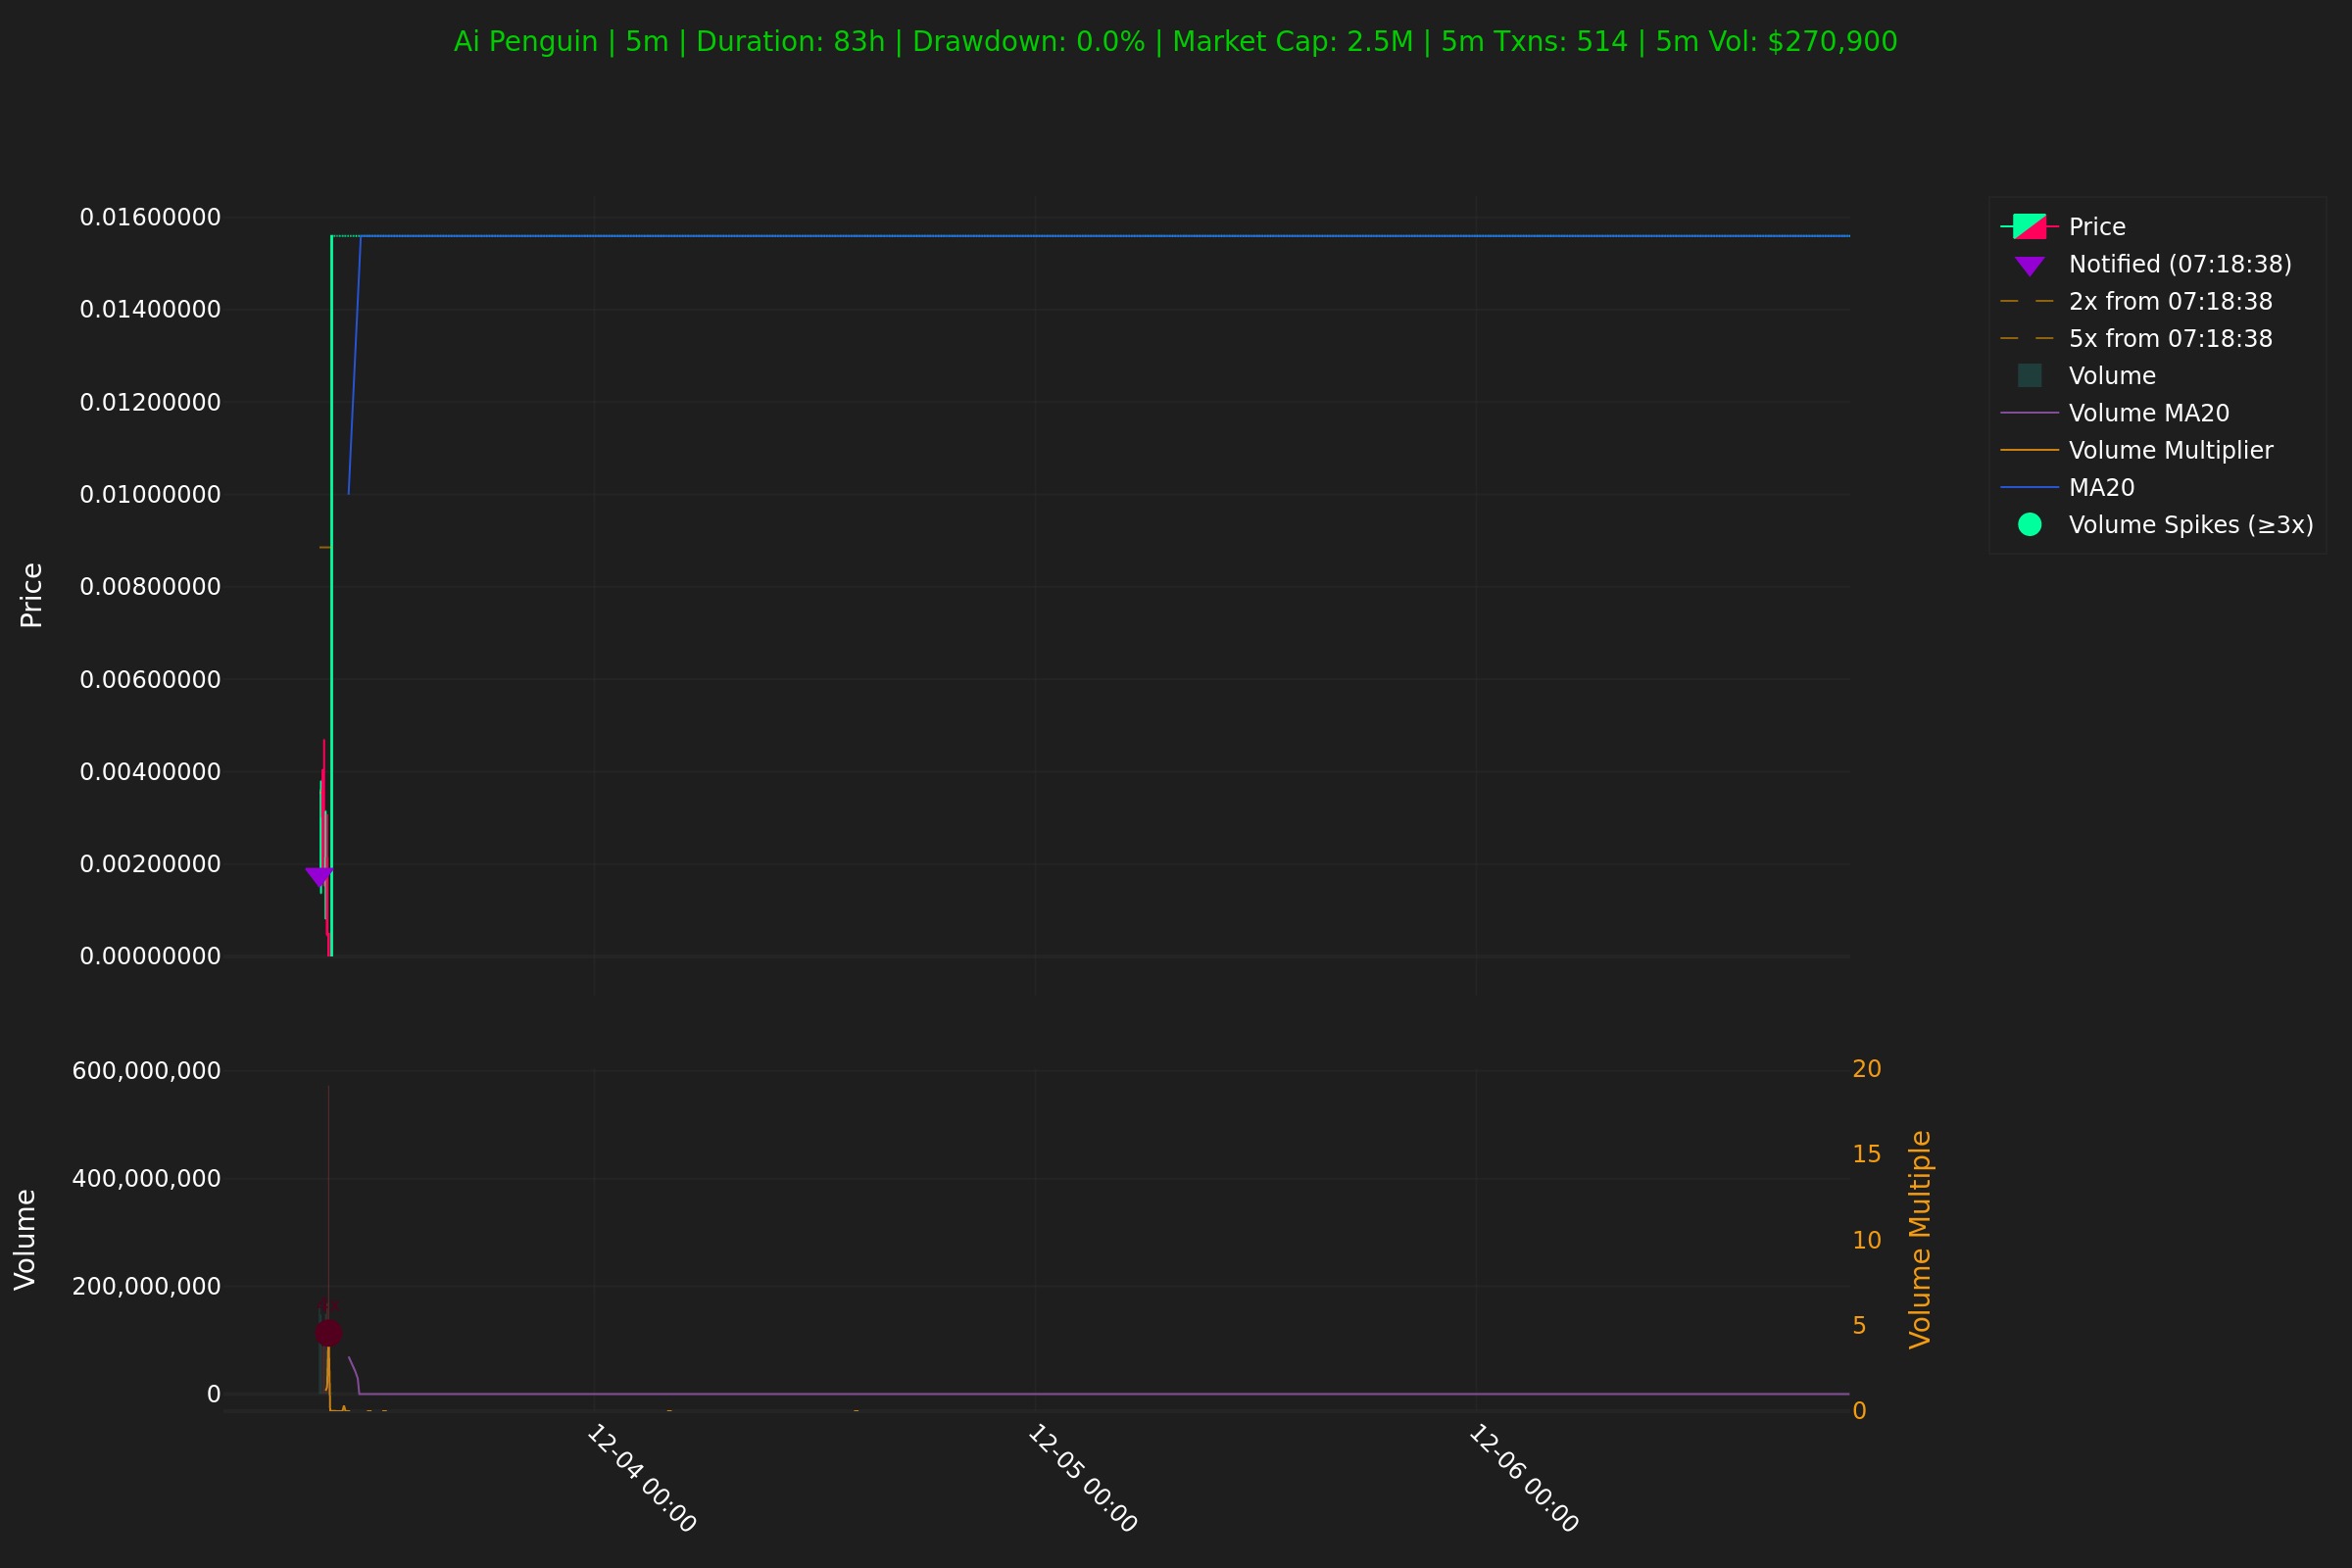 Ai Penguin | 5m | Duration: 83h | Drawdown: 0.0% | Market Cap: 2.5M | 5m Txns: 514 | 5m Vol: $270,900
0.01600000
0.01400000
0.01200000
0.01000000
0.00800000
0.00600000
0.00400000
0.00200000
0.00000000
Price
Price
Notified (07:18:38)
2x from 07:18:38
5x from 07:18:38
Volume
Volume MA20
Volume Multiplier
MA20
Volume Spikes (≥3x)
600,000,000
400,000,000
200,000,000
0
Volume
20
15
10
5
0
Volume Multiple
12-04 00:00
12-05 00:00
12-06 00:00